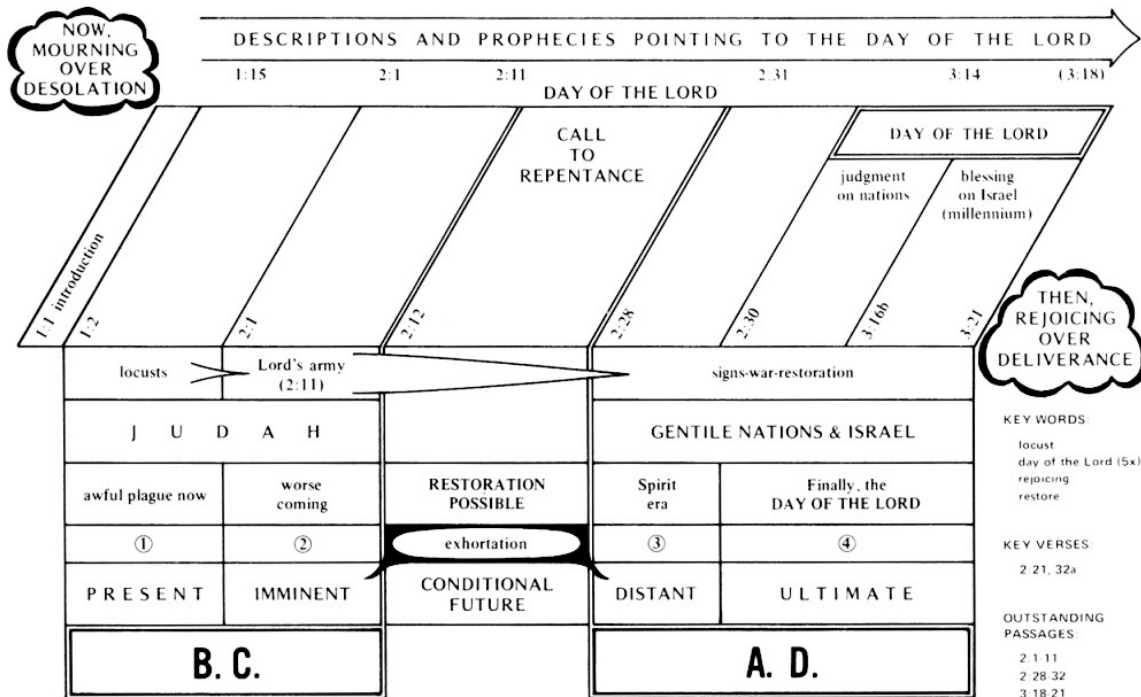 NOW,
MOURNING
OVER
DESOLATION
DESCRIPTIONS AND PROPHECIES POINTING TO THE DAY OF THE LORD
1:15 2:1 2:11 2:31 3:14 (3:18)
DAY OF THE LORD
CALL
TO
REPENTANCE
DAY OF THE LORD
judgment
on nations
blessing
on Israel
(millennium)
1:1 introduction
1:2
2:1
2:12
2:28
2:30
3:16b
3:21
THEN,
REJOICING
OVER
DELIVERANCE
locusts
Lord's army
(2:11)
signs-war-restoration
JUDAH
GENTILE NATIONS & ISRAEL
awful plague now
worse
coming
RESTORATION
POSSIBLE
Spirit
era
Finally, the
DAY OF THE LORD
① ② exhortation ③ ④
PRESENT
IMMINENT
CONDITIONAL
FUTURE
DISTANT
ULTIMATE
B. C.
A. D.
KEY WORDS:
locust
day of the Lord (5x)
rejoicing
restore
KEY VERSES:
2:21, 32a
OUTSTANDING
PASSAGES:
2:1-11
2:28-32
3:18-21